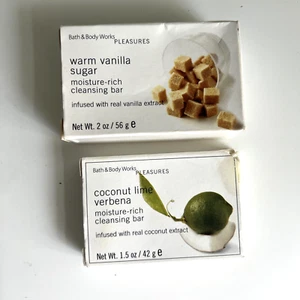 Bath & Body Works
PLEASURES
warm vanilla
sugar
moisture-rich
cleansing bar
infused with real vanilla extract
Net Wt. 2 oz / 56 g e
Bath & Body Works
PLEASURES
coconut lime
verbena
moisture-rich
cleansing bar
infused with real coconut extract
Net Wt. 1.5 oz / 42 g e